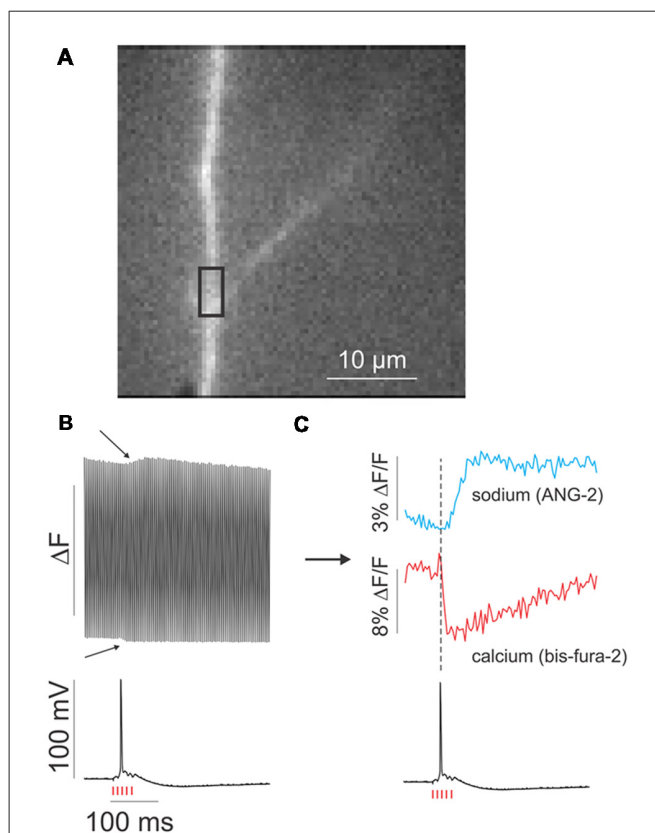 A
10 µm
B
C
ΔF
3% ΔF/F
sodium (ANG-2)
8% ΔF/F
calcium (bis-fura-2)
100 mV
100 ms